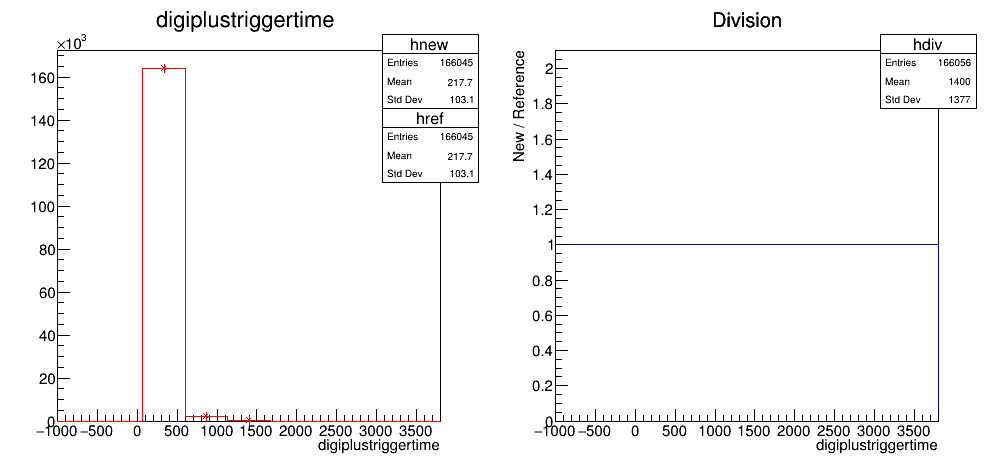 digiplustriggertime
×10³
hnew
Entries 166045
Mean 217.7
Std Dev 103.1
href
Entries 166045
Mean 217.7
Std Dev 103.1
160
140
120
100
80
60
40
20
0
−1000 −500 0 500 1000 1500 2000 2500 3000 3500
digiplustriggertime
Division
hdiv
Entries 166056
Mean 1400
Std Dev 1377
New / Reference
2
1.8
1.6
1.4
1.2
1
0.8
0.6
0.4
0.2
0
−1000 −500 0 500 1000 1500 2000 2500 3000 3500
digiplustriggertime